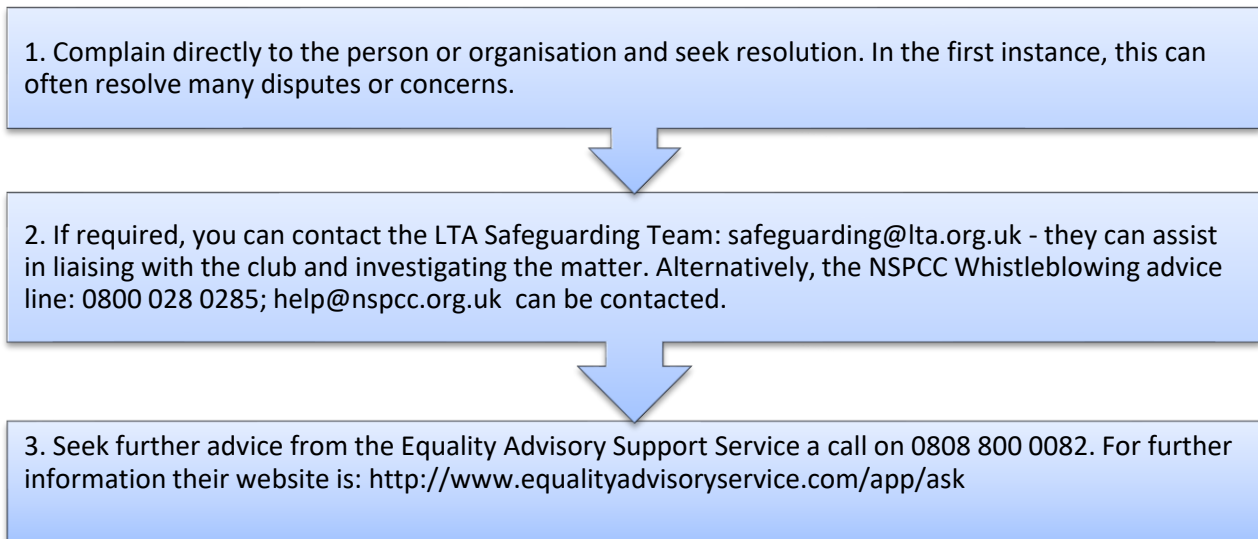 1. Complain directly to the person or organisation and seek resolution. In the first instance, this can
often resolve many disputes or concerns.
2. If required, you can contact the LTA Safeguarding Team: safeguarding@lta.org.uk - they can assist
in liaising with the club and investigating the matter. Alternatively, the NSPCC Whistleblowing advice
line: 0800 028 0285; help@nspcc.org.uk  can be contacted.
3. Seek further advice from the Equality Advisory Support Service a call on 0808 800 0082. For further
information their website is: http://www.equalityadvisoryservice.com/app/ask